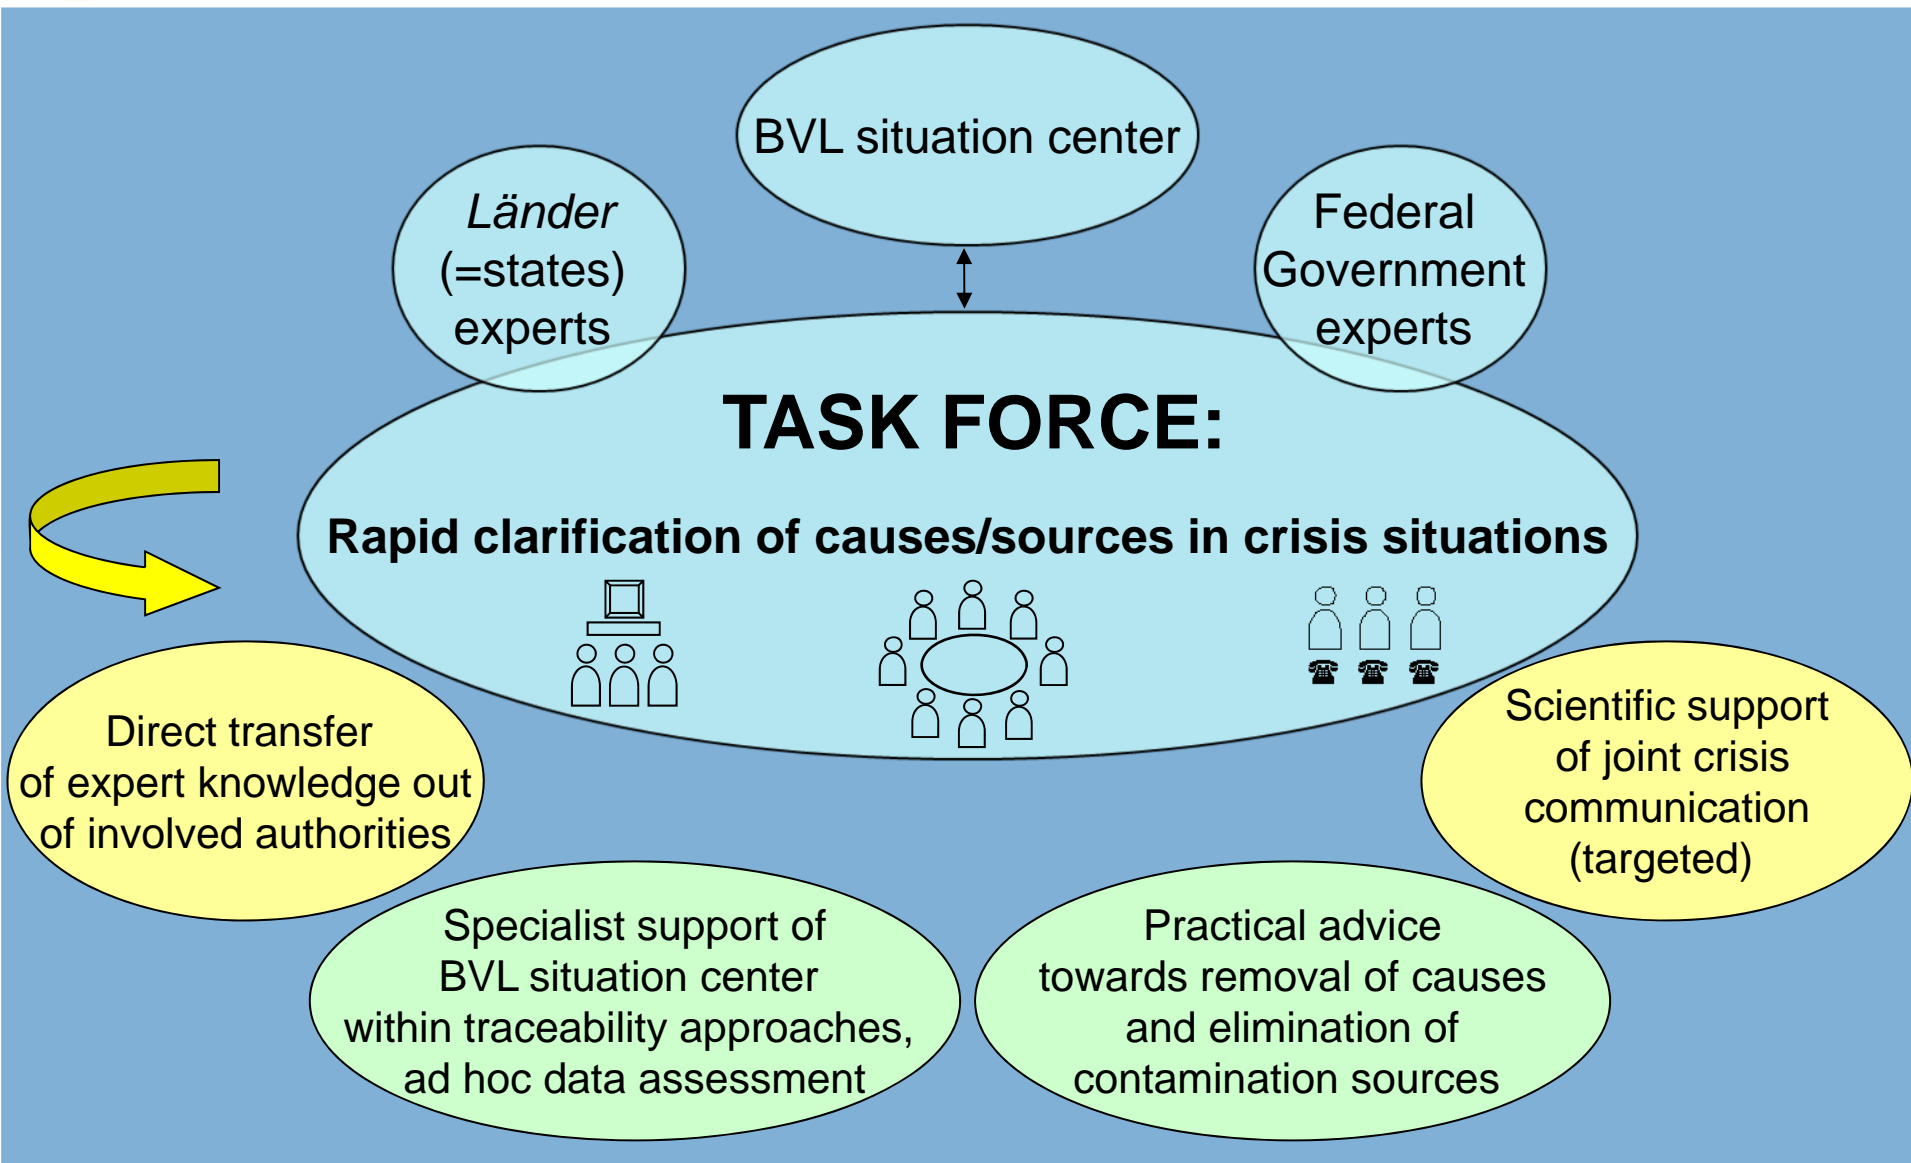 BVL situation center
Länder
(=states)
experts
Federal
Government
experts
TASK FORCE:
Rapid clarification of causes/sources in crisis situations
Direct transfer
of expert knowledge out
of involved authorities
Scientific support
of joint crisis
communication
(targeted)
Specialist support of
BVL situation center
within traceability approaches,
ad hoc data assessment
Practical advice
towards removal of causes
and elimination of
contamination sources